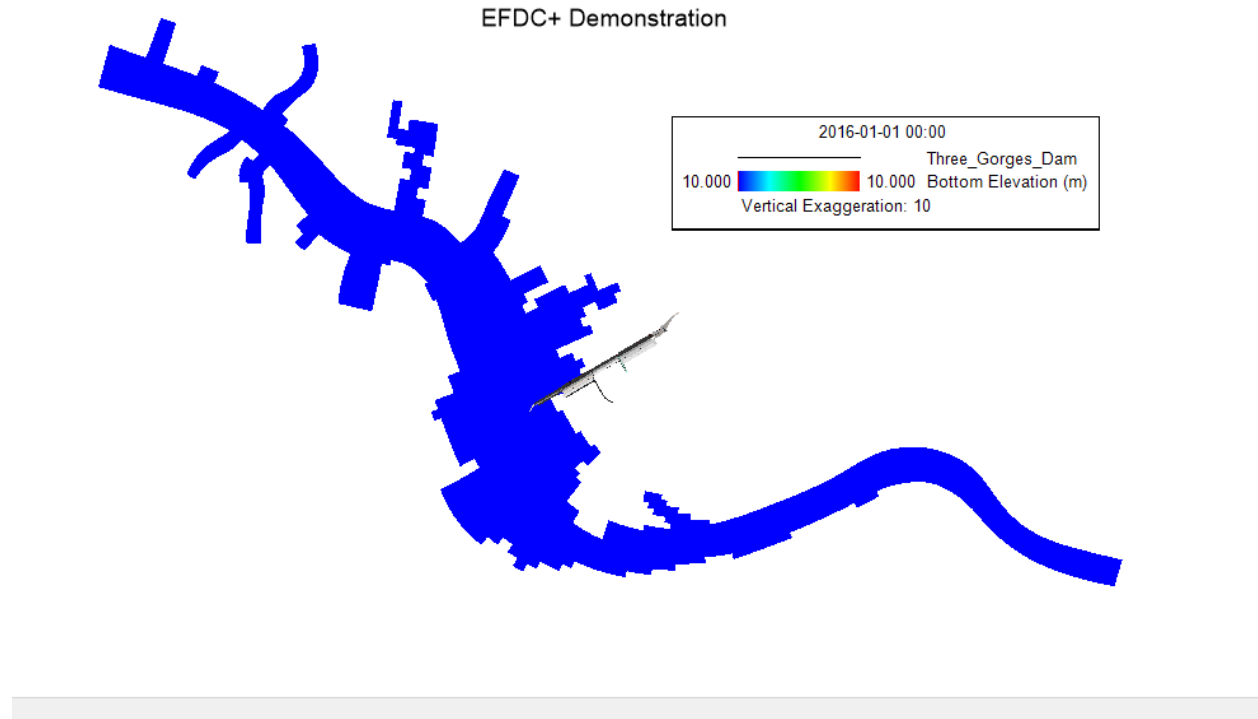 EFDC+ Demonstration
2016-01-01 00:00
Three_Gorges_Dam
10.000 10.000 Bottom Elevation (m)
Vertical Exaggeration: 10